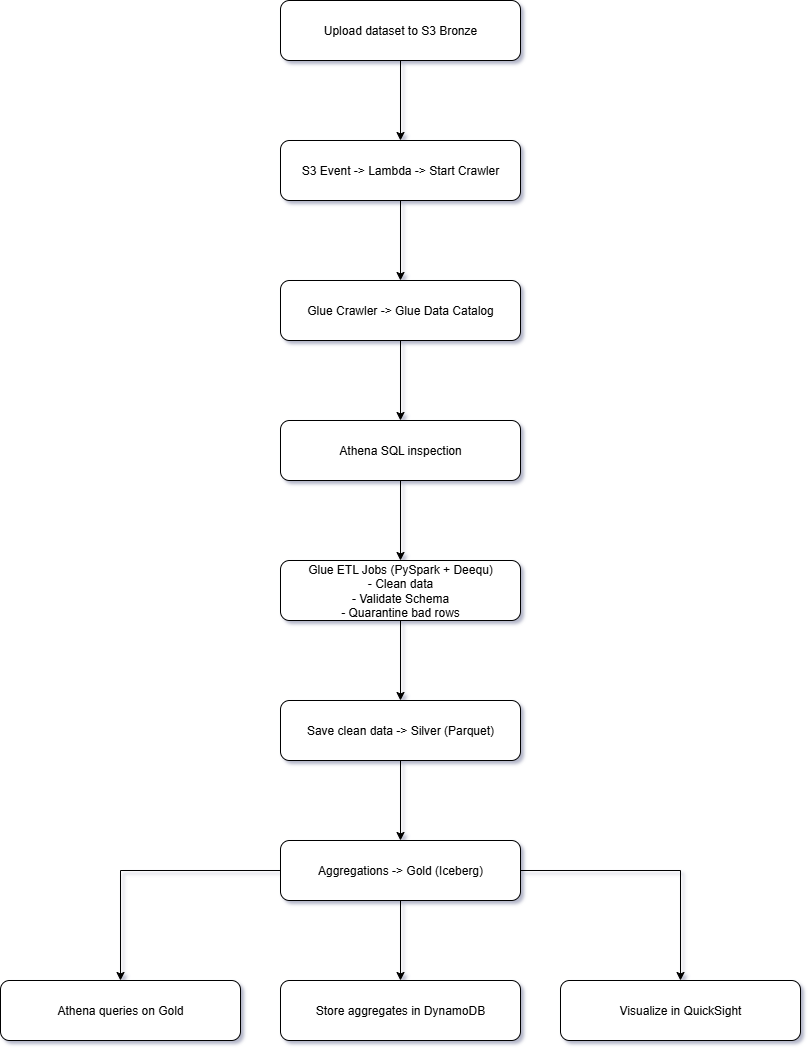 Upload dataset to S3 Bronze
S3 Event -> Lambda -> Start Crawler
Glue Crawler -> Glue Data Catalog
Athena SQL inspection
Glue ETL Jobs (PySpark + Deequ)
- Clean data
- Validate Schema
- Quarantine bad rows
Save clean data -> Silver (Parquet)
Aggregations -> Gold (Iceberg)
Athena queries on Gold
Store aggregates in DynamoDB
Visualize in QuickSight